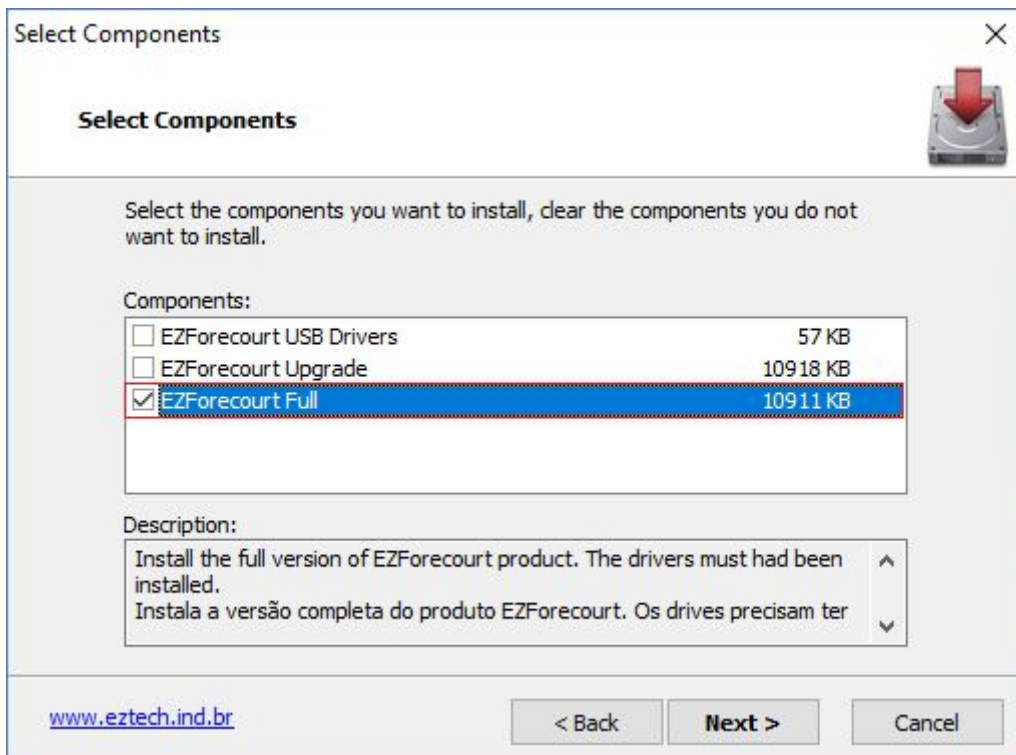 Select Components
Select Components
Select the components you want to install, clear the components you do not
want to install.
Components:
EZForecourt USB Drivers 57 KB
EZForecourt Upgrade 10918 KB
EZForecourt Full 10911 KB
Description:
Install the full version of EZForecourt product. The drivers must had been
installed.
Instala a versão completa do produto EZForecourt. Os drives precisam ter
www.eztech.ind.br < Back Next > Cancel